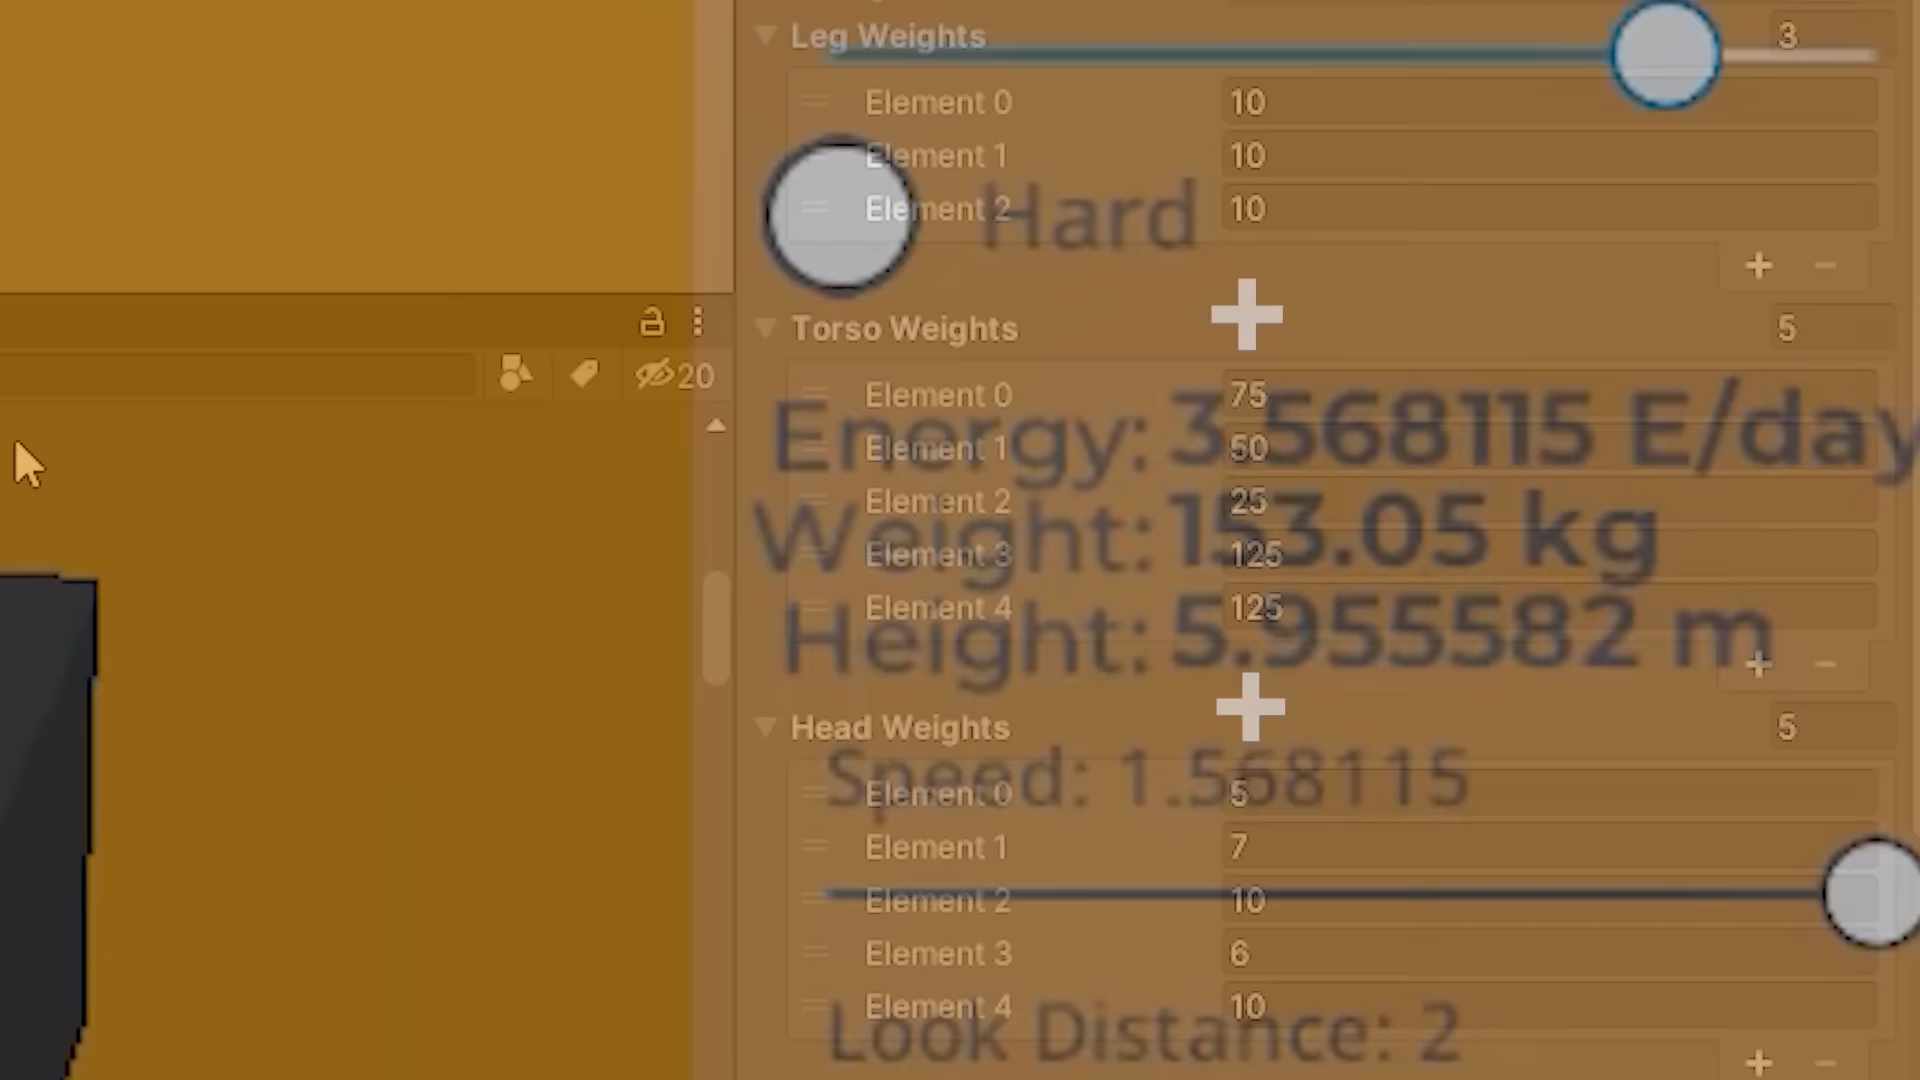 Leg Weights 3
Element 0 10
Element 1 10
Element 2 10
Hard
+ −
+
Torso Weights 5
20
Element 0 75
Energy: 3.568115 E/day
Element 1 50
Element 2 25
Weight: 153.05 kg
Element 3 125
Element 4 125
Height: 5.955582 m
+ −
+
Head Weights 5
Speed: 1.568115
Element 0 5
Element 1 7
Element 2 10
Element 3 6
Element 4 10
Look Distance: 2
+ −